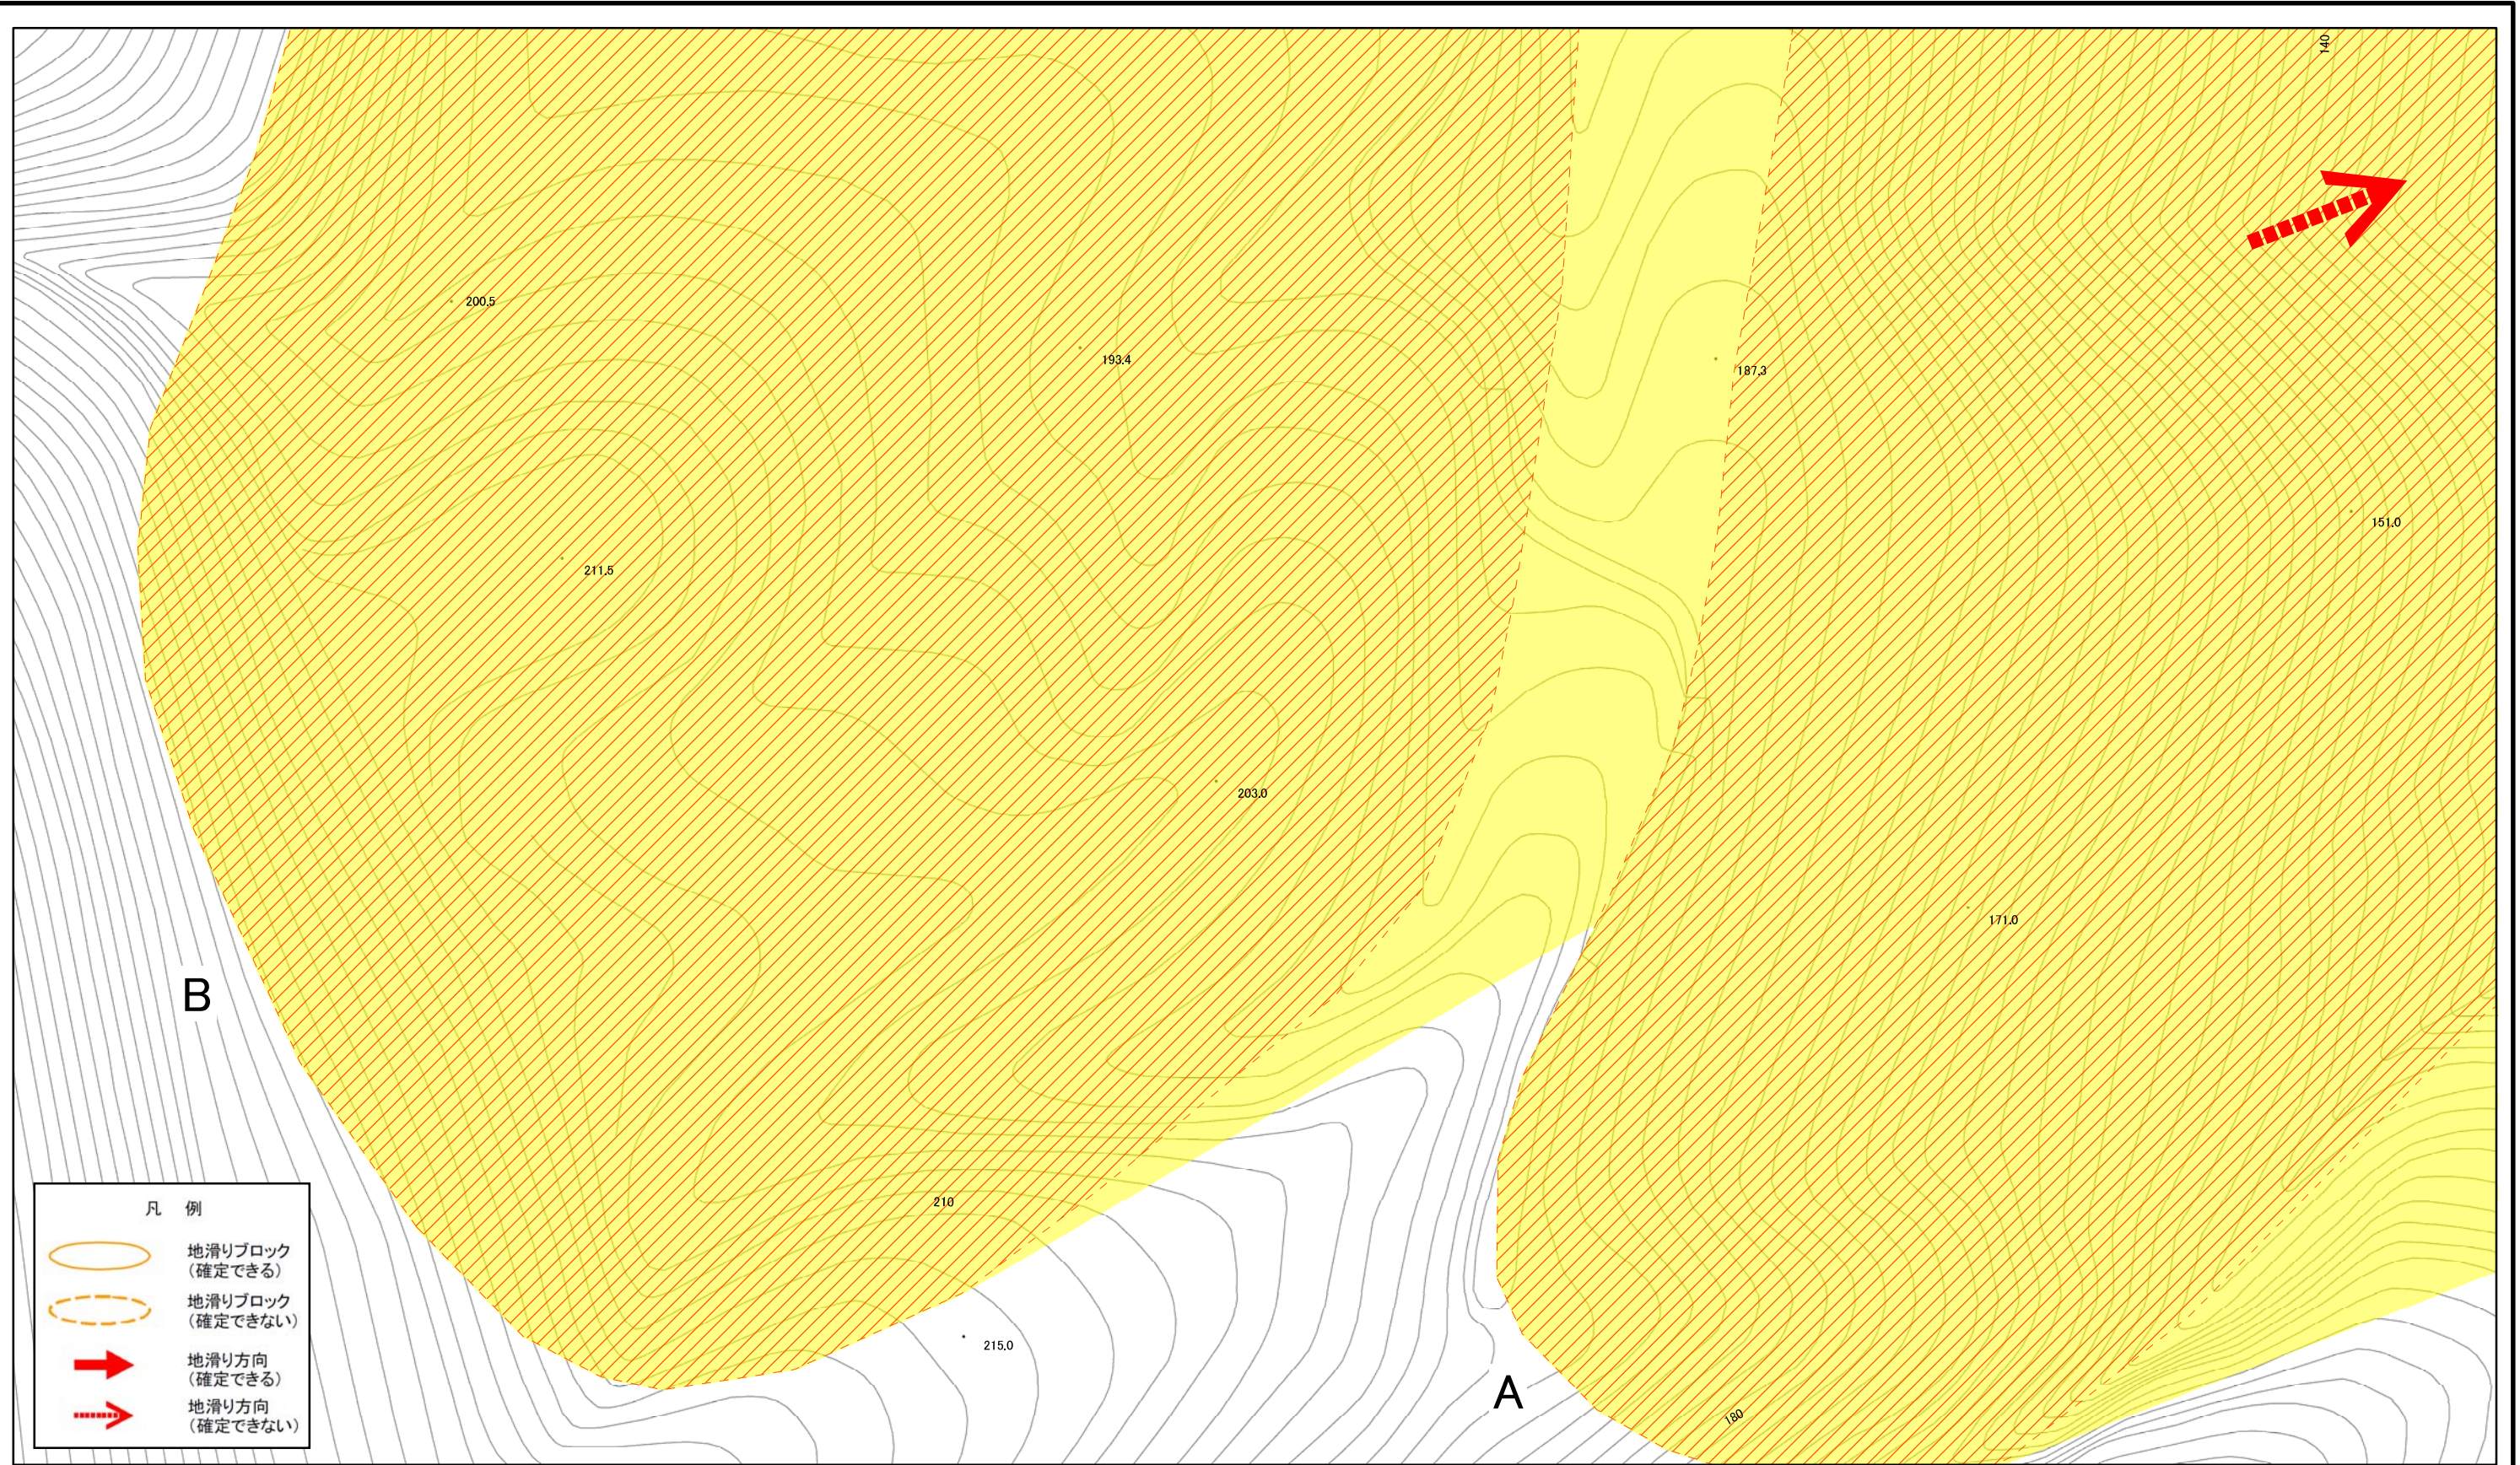 140
200.5
193.4
187.3
151.0
211.5
203.0
171.0
B
210
215.0
A
180
凡 例
地滑りブロック
(確定できる)
地滑りブロック
(確定できない)
地滑り方向
(確定できる)
地滑り方向
(確定できない)